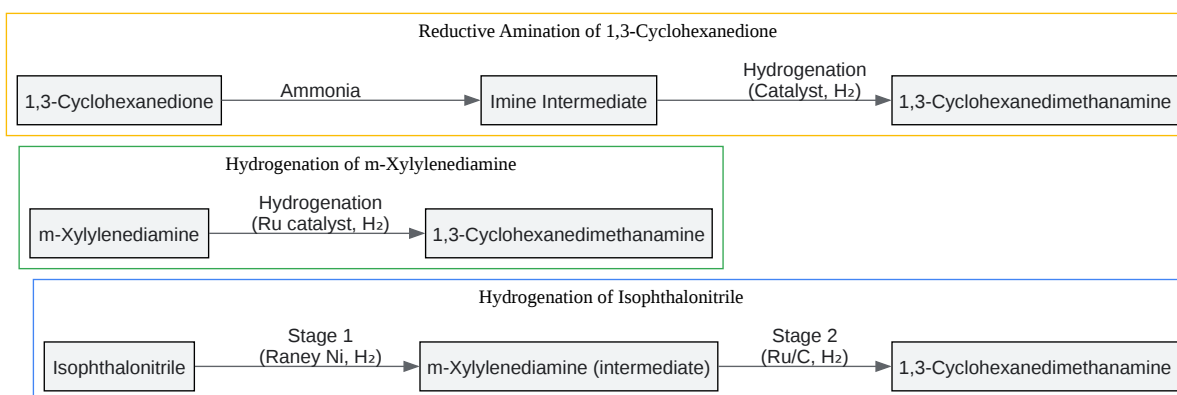 Reductive Amination of 1,3-Cyclohexanedione
1,3-Cyclohexanedione
Ammonia
Imine Intermediate
Hydrogenation
(Catalyst, H₂)
1,3-Cyclohexanedimethanamine
Hydrogenation of m-Xylylenediamine
m-Xylylenediamine
Hydrogenation
(Ru catalyst, H₂)
1,3-Cyclohexanedimethanamine
Hydrogenation of Isophthalonitrile
Isophthalonitrile
Stage 1
(Raney Ni, H₂)
m-Xylylenediamine (intermediate)
Stage 2
(Ru/C, H₂)
1,3-Cyclohexanedimethanamine